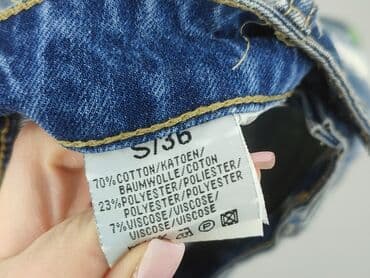 S/36
70% COTTON/KATOEN/
BAUMWOLLE/COTON
23% POLYESTER/POLIESTER/
POLYESTER/POLYESTER
7% VISCOSE/VISCOSE/
VISCOSE/VISCOSE
P